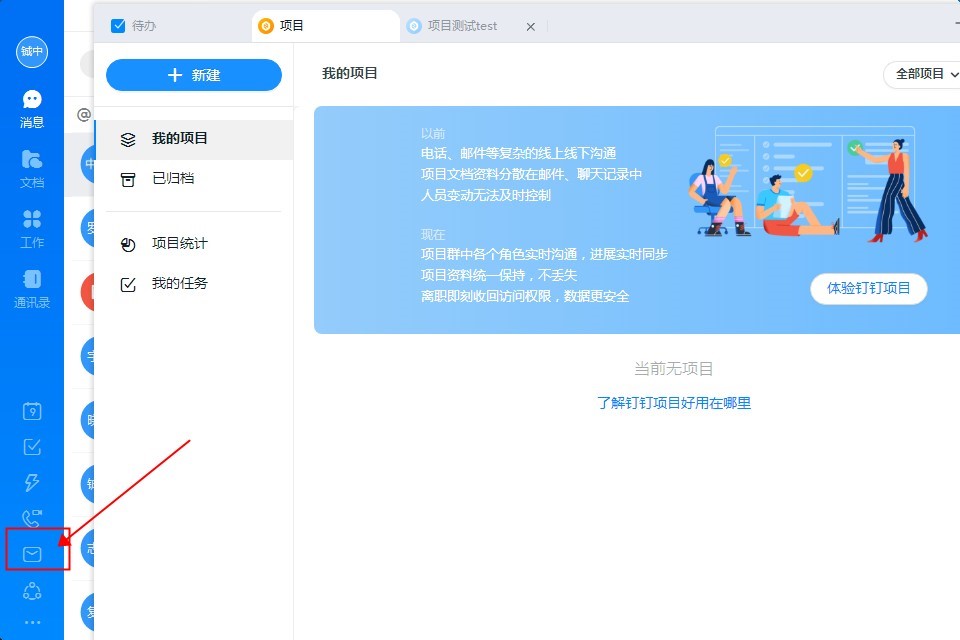 待办
项目
项目测试test
铖中
消息
文档
工作
通讯录
9
@
中
罗
宇
铖
志
复
新建
我的项目
已归档
项目统计
我的任务
我的项目
全部项目
以前
电话、邮件等复杂的线上线下沟通
项目文档资料分散在邮件、聊天记录中
人员变动无法及时控制
现在
项目群中各个角色实时沟通，进展实时同步
项目资料统一保持，不丢失
离职即刻收回访问权限，数据更安全
体验钉钉项目
当前无项目
了解钉钉项目好用在哪里